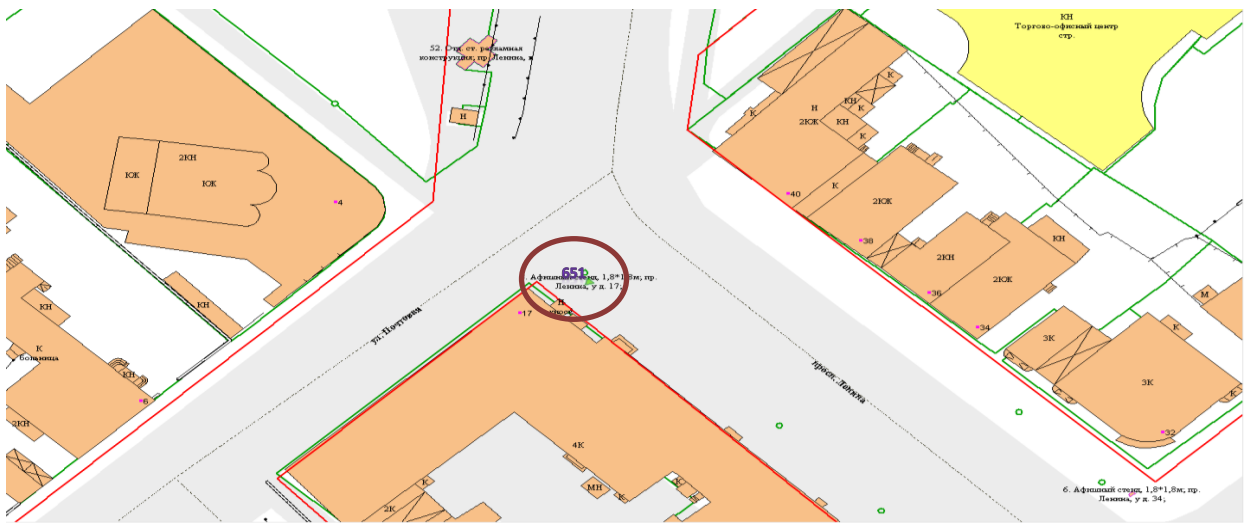 КН
Торгово-офисный центр
стр.
52. Отд. ст. рекламная
конструкция; пр. Ленина, в
К
Н
КН
К
Н
К
2КЖ
КН
К
2КН
ЮЖ
ЮЖ
К
40
2КЖ
4
38
КН
2КН
651
Афишный стенд, 1,8*1,8м; пр.
Ленина, у д. 17;
2КЖ
36
М
КН
КН
Н
киоск
17
34
К
3К
ул. Почтовая
К
больница
КН
просп. Ленина
3К
К
6
2КН
32
4К
К
К
МН
К
2К
6. Афишный стенд, 1,8*1,8м; пр.
Ленина, у д. 34;